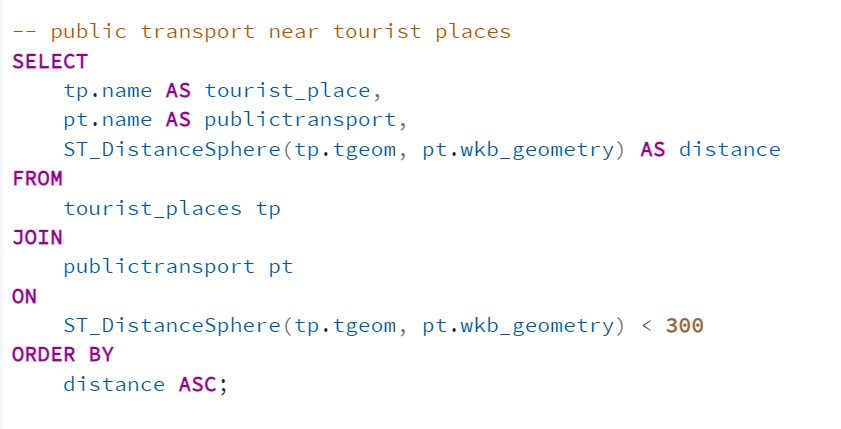 -- public transport near tourist places
SELECT
    tp.name AS tourist_place,
    pt.name AS publictransport,
    ST_DistanceSphere(tp.tgeom, pt.wkb_geometry) AS distance
FROM
    tourist_places tp
JOIN
    publictransport pt
ON
    ST_DistanceSphere(tp.tgeom, pt.wkb_geometry) < 300
ORDER BY
    distance ASC;